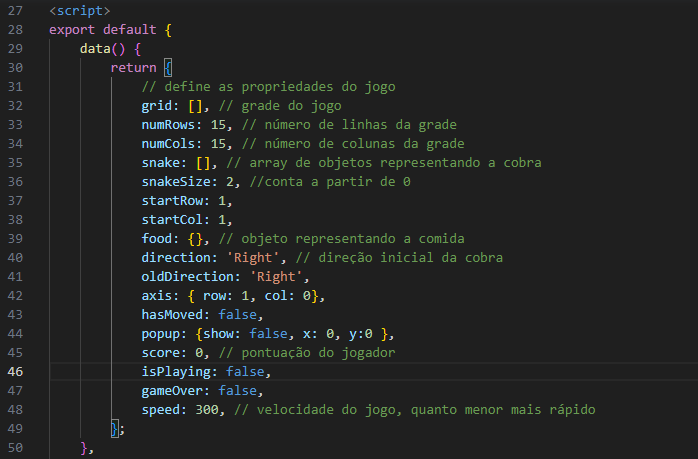 27 <script>
28 export default {
29 data() {
30 return {
31 // define as propriedades do jogo
32 grid: [], // grade do jogo
33 numRows: 15, // número de linhas da grade
34 numCols: 15, // número de colunas da grade
35 snake: [], // array de objetos representando a cobra
36 snakeSize: 2, //conta a partir de 0
37 startRow: 1,
38 startCol: 1,
39 food: {}, // objeto representando a comida
40 direction: 'Right', // direção inicial da cobra
41 oldDirection: 'Right',
42 axis: { row: 1, col: 0},
43 hasMoved: false,
44 popup: {show: false, x: 0, y:0 },
45 score: 0, // pontuação do jogador
46 isPlaying: false,
47 gameOver: false,
48 speed: 300, // velocidade do jogo, quanto menor mais rápido
49 };
50 },